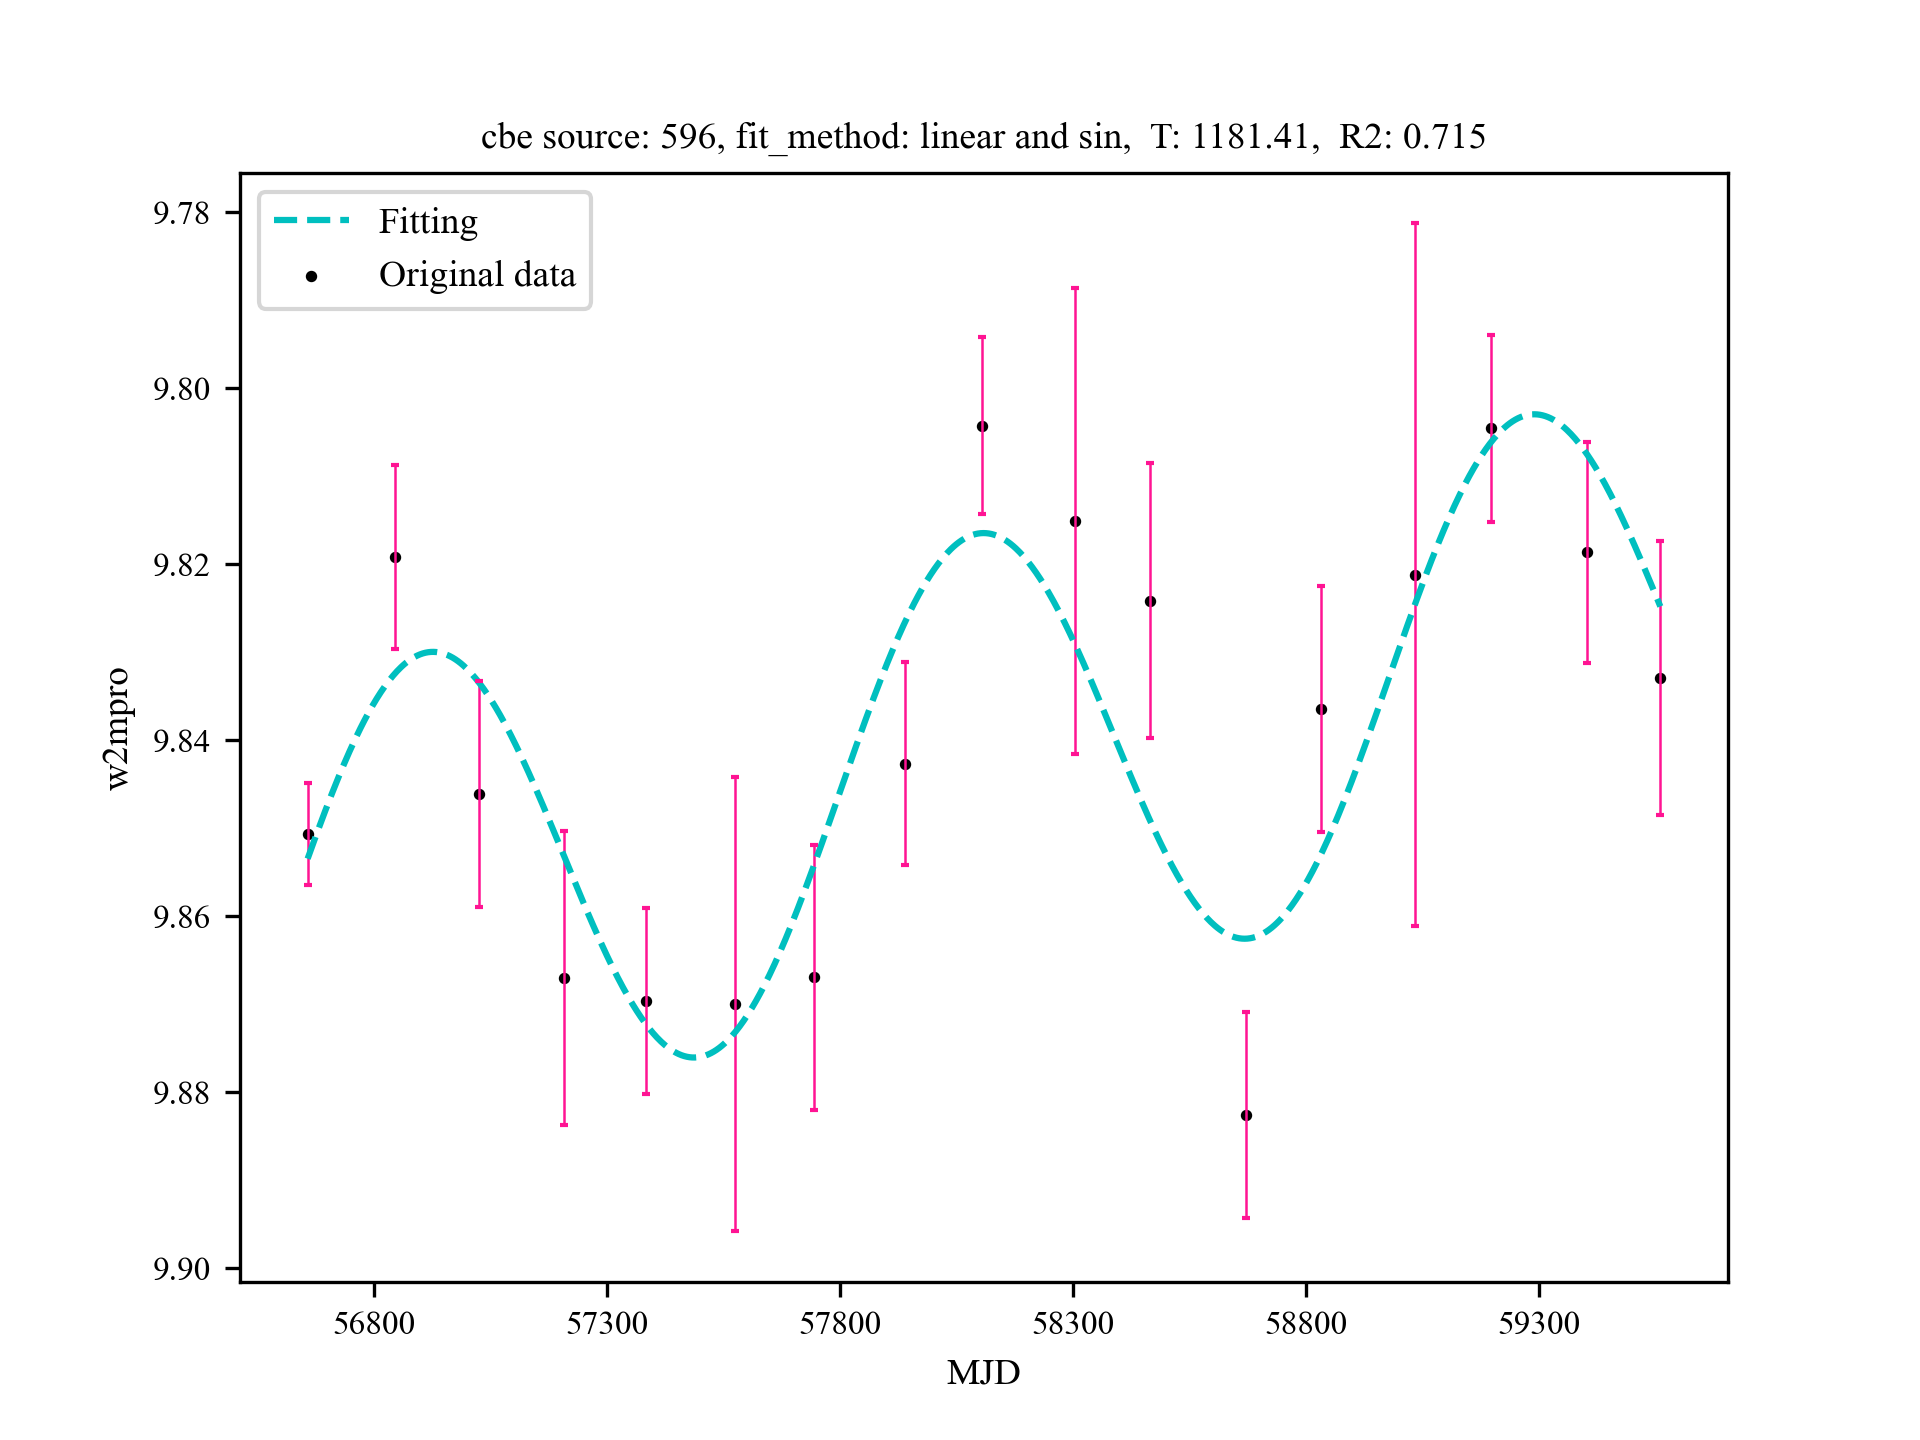 cbe source: 596, fit_method: linear and sin,  T: 1181.41,  R2: 0.715
Fitting
Original data
9.78
9.80
9.82
9.84
9.86
9.88
9.90
w2mpro
56800 57300 57800 58300 58800 59300
MJD